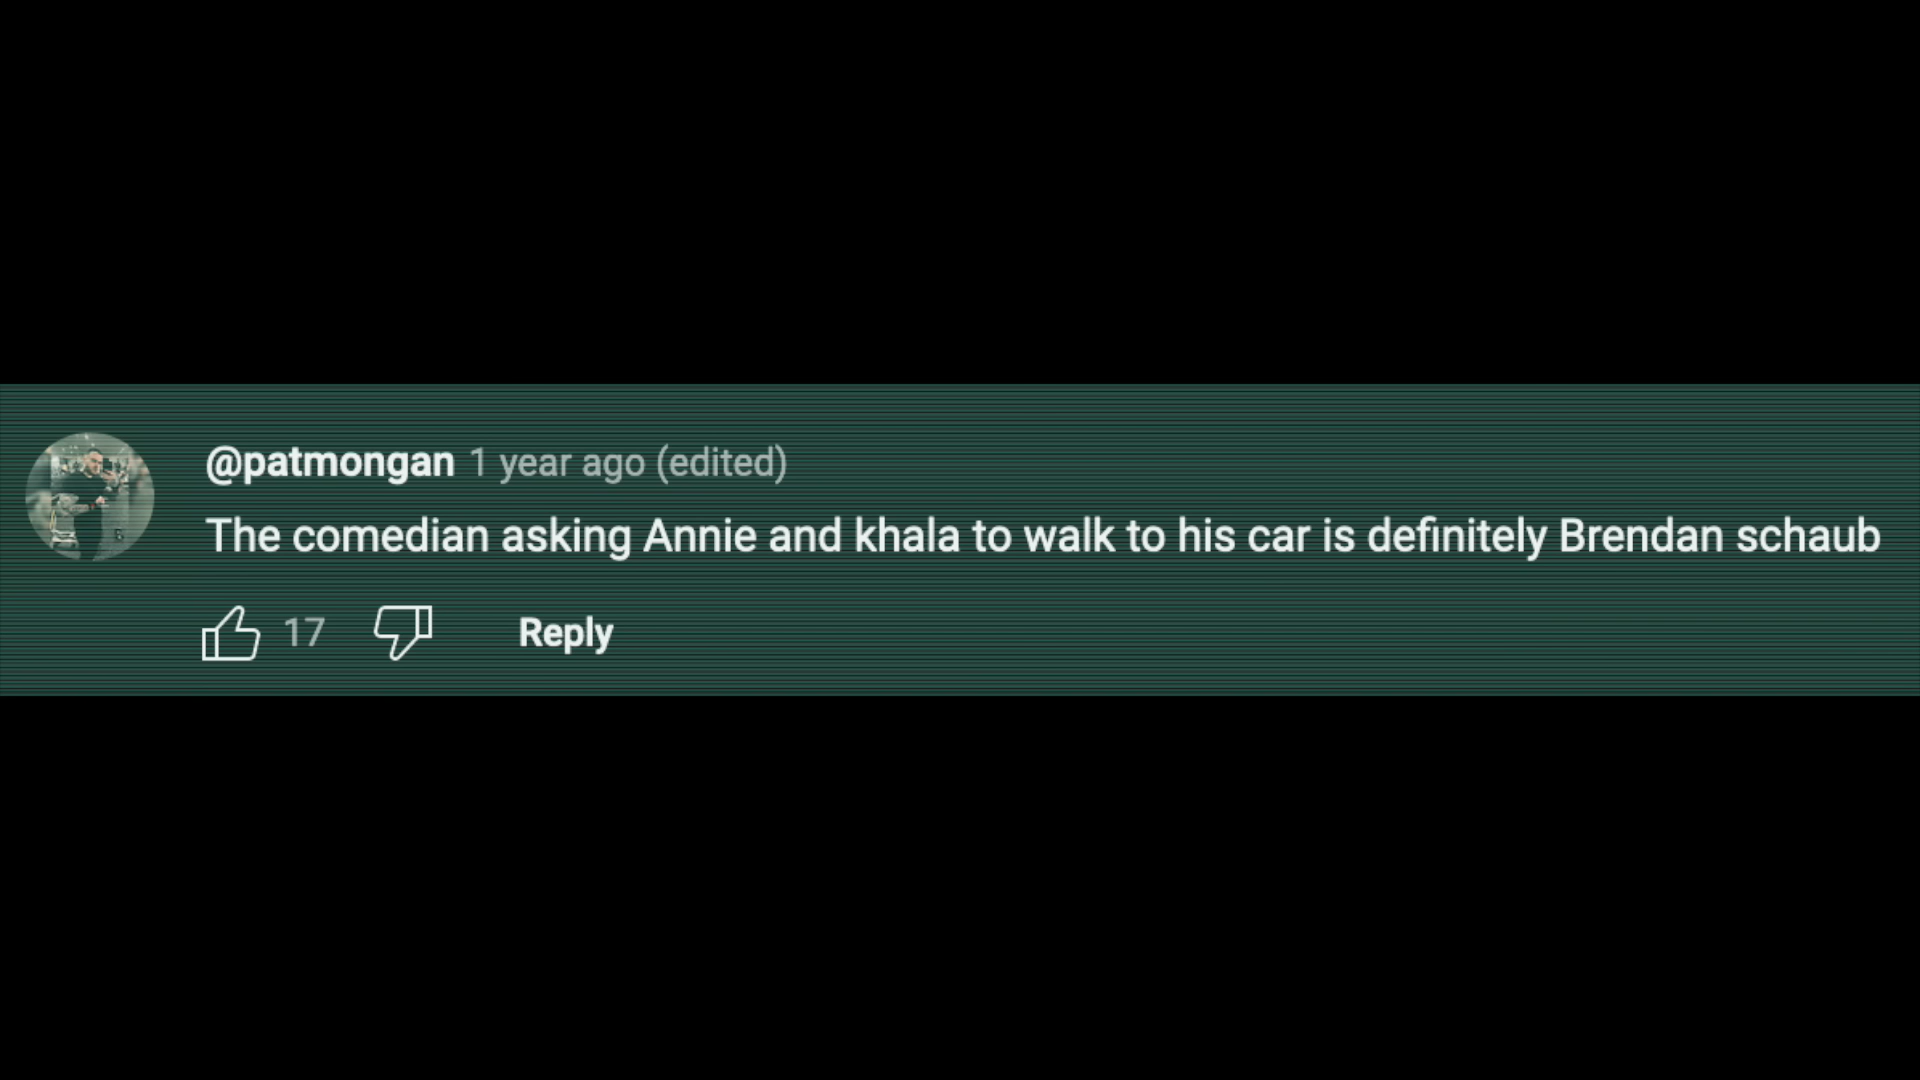 @patmongan 1 year ago (edited)
The comedian asking Annie and khala to walk to his car is definitely Brendan schaub
17 Reply